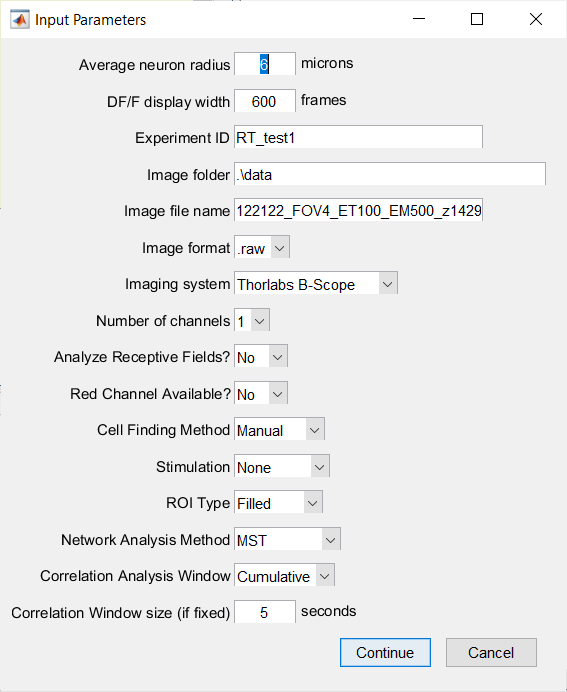 Input Parameters
Average neuron radius 6 microns
DF/F display width 600 frames
Experiment ID RT_test1
Image folder .\data
Image file name 122122_FOV4_ET100_EM500_z1429
Image format .raw
Imaging system Thorlabs B-Scope
Number of channels 1
Analyze Receptive Fields? No
Red Channel Available? No
Cell Finding Method Manual
Stimulation None
ROI Type Filled
Network Analysis Method MST
Correlation Analysis Window Cumulative
Correlation Window size (if fixed) 5 seconds
Continue Cancel